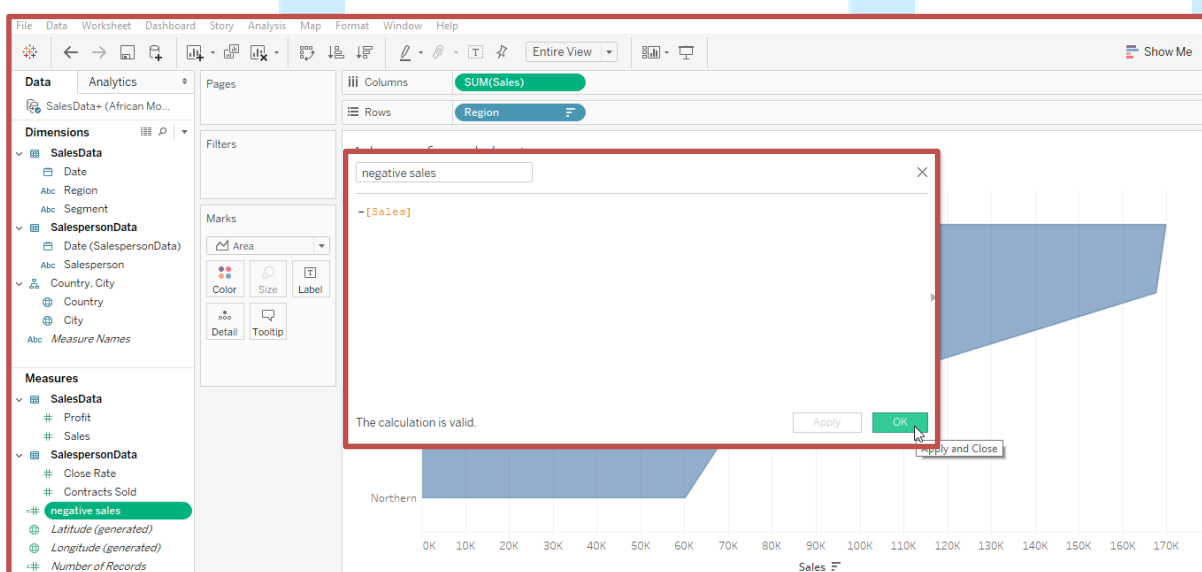 File Data Worksheet Dashboard Story Analysis Map Format Window Help
Entire View
Show Me
Data Analytics
SalesData+ (African Mo...
Dimensions
SalesData
Date
Abc Region
Abc Segment
SalespersonData
Date (SalespersonData)
Abc Salesperson
Country, City
Country
City
Abc Measure Names
Measures
SalesData
Profit
Sales
SalespersonData
Close Rate
Contracts Sold
negative sales
Latitude (generated)
Longitude (generated)
Number of Records
Pages
Filters
Marks
Area
Color Size Label
Detail Tooltip
Columns SUM(Sales)
Rows Region
negative sales
-[Sales]
The calculation is valid.
Apply OK
Apply and Close
Northern
0K 10K 20K 30K 40K 50K 60K 70K 80K 90K 100K 110K 120K 130K 140K 150K 160K 170K
Sales